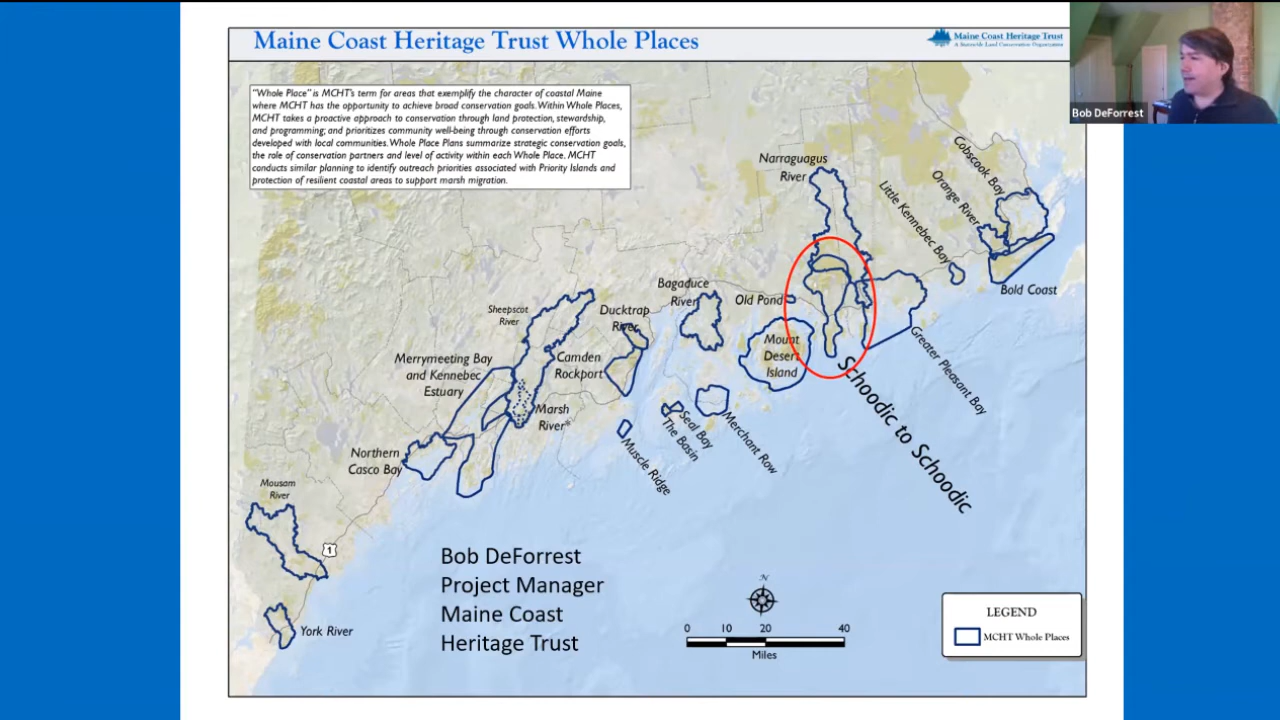 Maine Coast Heritage Trust Whole Places
Maine Coast Heritage Trust
A Statewide Land Conservation Organization
Bob DeForrest
"Whole Place" is MCHT's term for areas that exemplify the character of coastal Maine
where MCHT has the opportunity to achieve broad conservation goals. Within Whole Places,
MCHT takes a proactive approach to conservation through land protection, stewardship,
and programming; and prioritizes community well-being through conservation efforts
developed with local communities. Whole Place Plans summarize strategic conservation goals,
the role of conservation partners and level of activity within each Whole Place. MCHT
conducts similar planning to identify outreach priorities associated with Priority Islands and
protection of resilient coastal areas to support marsh migration.
Narraguagus
River
Cobscook Bay
Orange River
Little Kennebec Bay
Bold Coast
Bagaduce
River
Old Pond
Sheepscot
River
Ducktrap
River
Mount
Desert
Island
Greater Pleasant Bay
Merrymeeting Bay
and Kennebec
Estuary
Camden
Rockport
Schoodic to Schoodic
Marsh
River*
Seal Bay
The Basin
Merchant Row
Muscle Ridge
Northern
Casco Bay
Mousam
River
1
York River
Bob DeForrest
Project Manager
Maine Coast
Heritage Trust
N
0 10 20 40
Miles
LEGEND
MCHT Whole Places